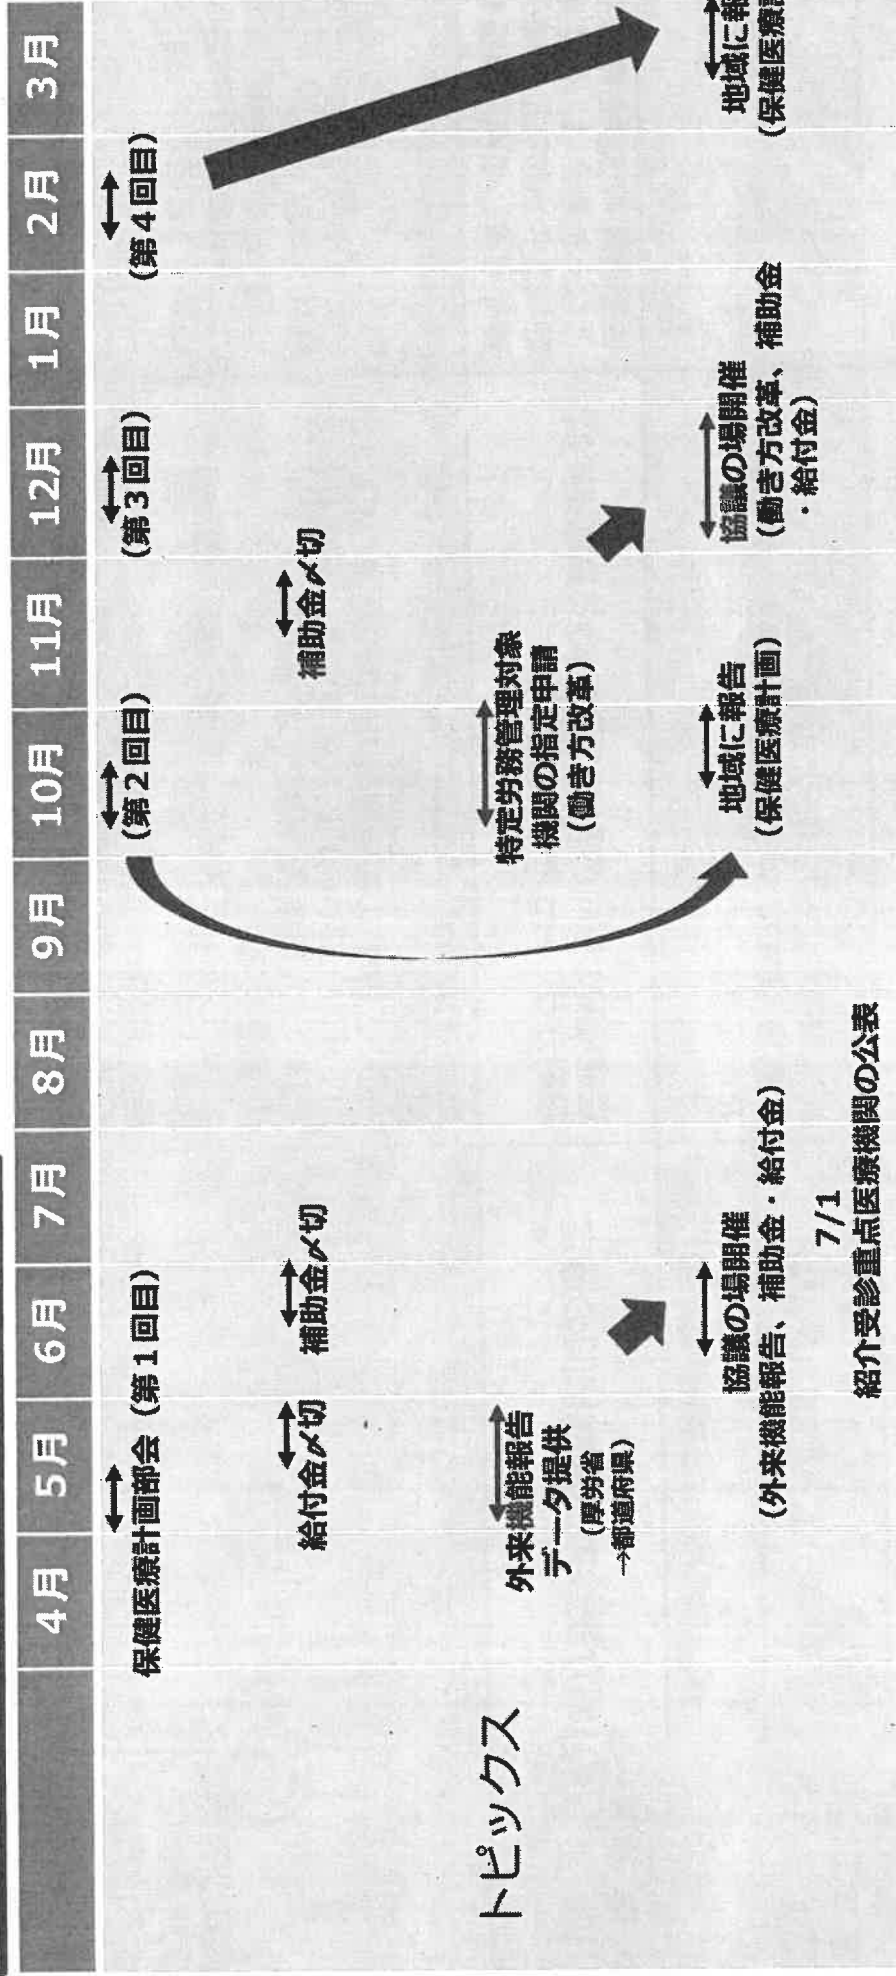 4月 5月 6月 7月 8月 9月 10月 11月 12月 1月 2月 3月
トピックス
保健医療計画部会（第１回目）
（第２回目）
（第３回目）
（第４回目）
給付金〆切
補助金〆切
補助金〆切
外来機能報告
データ提供
（厚労省
→都道府県）
特定労務管理対象
機関の指定申請
（働き方改革）
協議の場開催
（外来機能報告、補助金・給付金）
7/1
紹介受診重点医療機関の公表
地域に報告
（保健医療計画）
協議の場開催
（働き方改革、補助金
・給付金）
地域に報
（保健医療